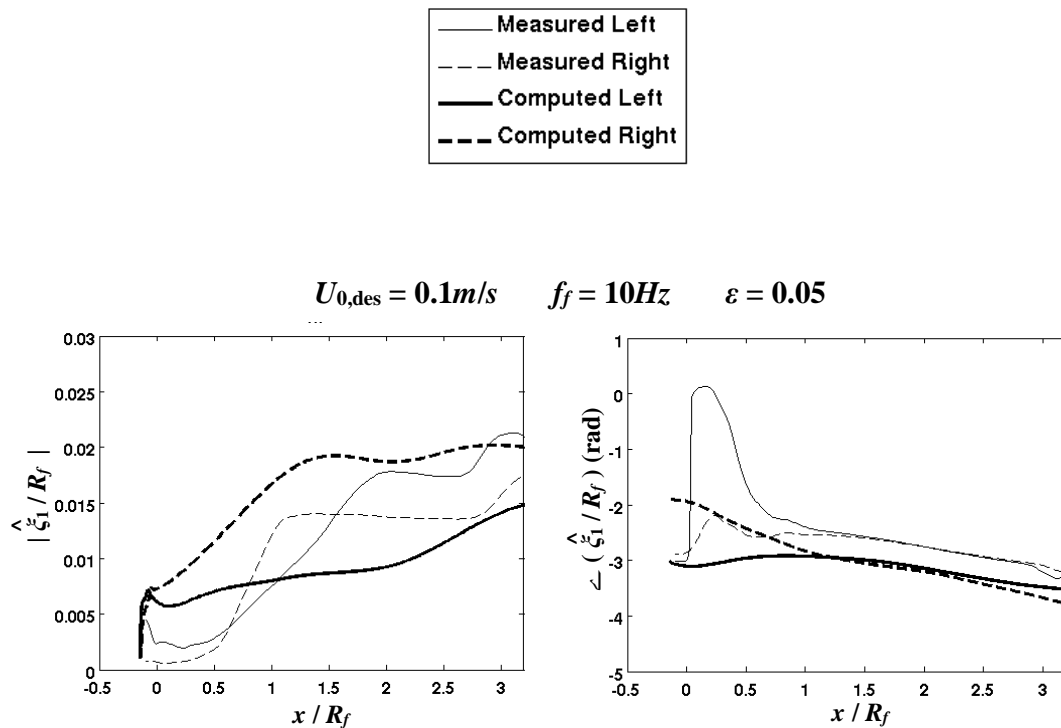 Measured Left
Measured Right
Computed Left
Computed Right
U0,des = 0.1m/s ff = 10Hz ε = 0.05
| ξ̂1 / Rf |
0.03
0.025
0.02
0.015
0.01
0.005
0
-0.5 0 0.5 1 1.5 2 2.5 3
x / Rf
∠ ( ξ̂1 / Rf ) (rad)
1
0
-1
-2
-3
-4
-5
-0.5 0 0.5 1 1.5 2 2.5 3
x / Rf